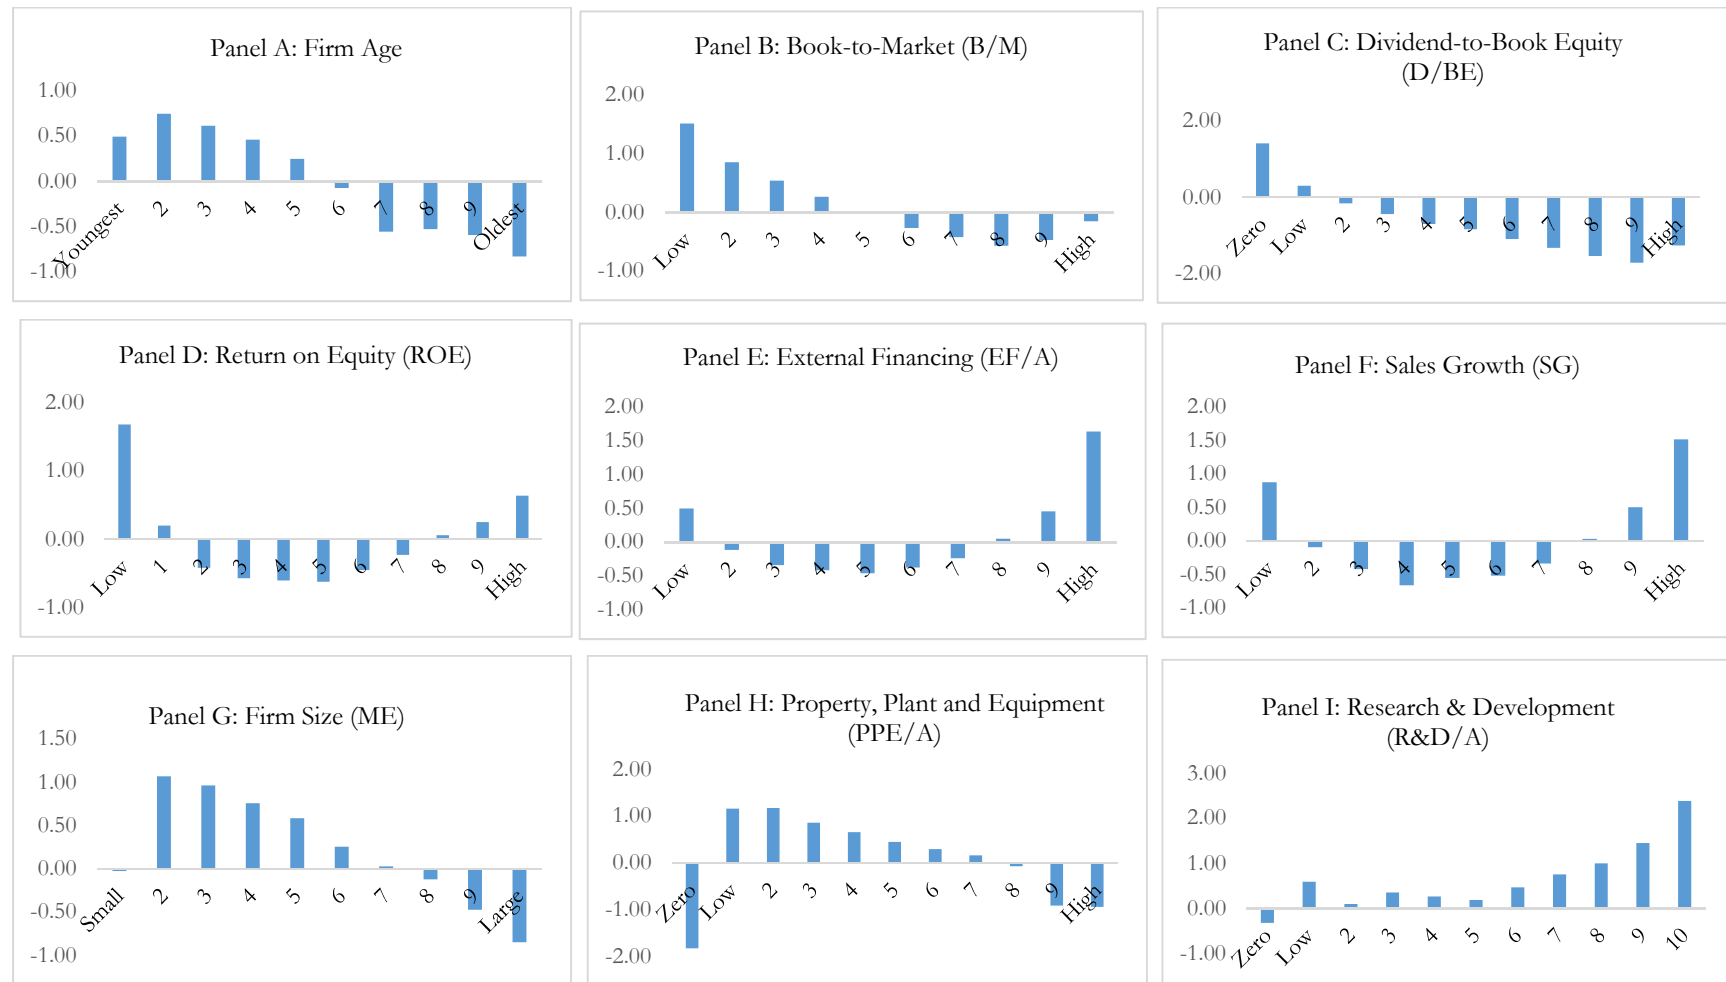 Panel A: Firm Age
1.00
0.50
0.00
-0.50
-1.00
Youngest 2 3 4 5 6 7 8 9 Oldest
Panel B: Book-to-Market (B/M)
2.00
1.00
0.00
-1.00
Low 2 3 4 5 6 7 8 9 High
Panel C: Dividend-to-Book Equity
(D/BE)
2.00
0.00
-2.00
Zero Low 2 3 4 5 6 7 8 9 High
Panel D: Return on Equity (ROE)
2.00
1.00
0.00
-1.00
Low 1 2 3 4 5 6 7 8 9 High
Panel E: External Financing (EF/A)
2.00
1.50
1.00
0.50
0.00
-0.50
-1.00
Low 2 3 4 5 6 7 8 9 High
Panel F: Sales Growth (SG)
2.00
1.50
1.00
0.50
0.00
-0.50
-1.00
Low 2 3 4 5 6 7 8 9 High
Panel G: Firm Size (ME)
1.50
1.00
0.50
0.00
-0.50
-1.00
Small 2 3 4 5 6 7 8 9 Large
Panel H: Property, Plant and Equipment
(PPE/A)
2.00
1.00
0.00
-1.00
-2.00
Zero Low 2 3 4 5 6 7 8 9 High
Panel I: Research & Development
(R&D/A)
3.00
2.00
1.00
0.00
-1.00
Zero Low 2 3 4 5 6 7 8 9 10